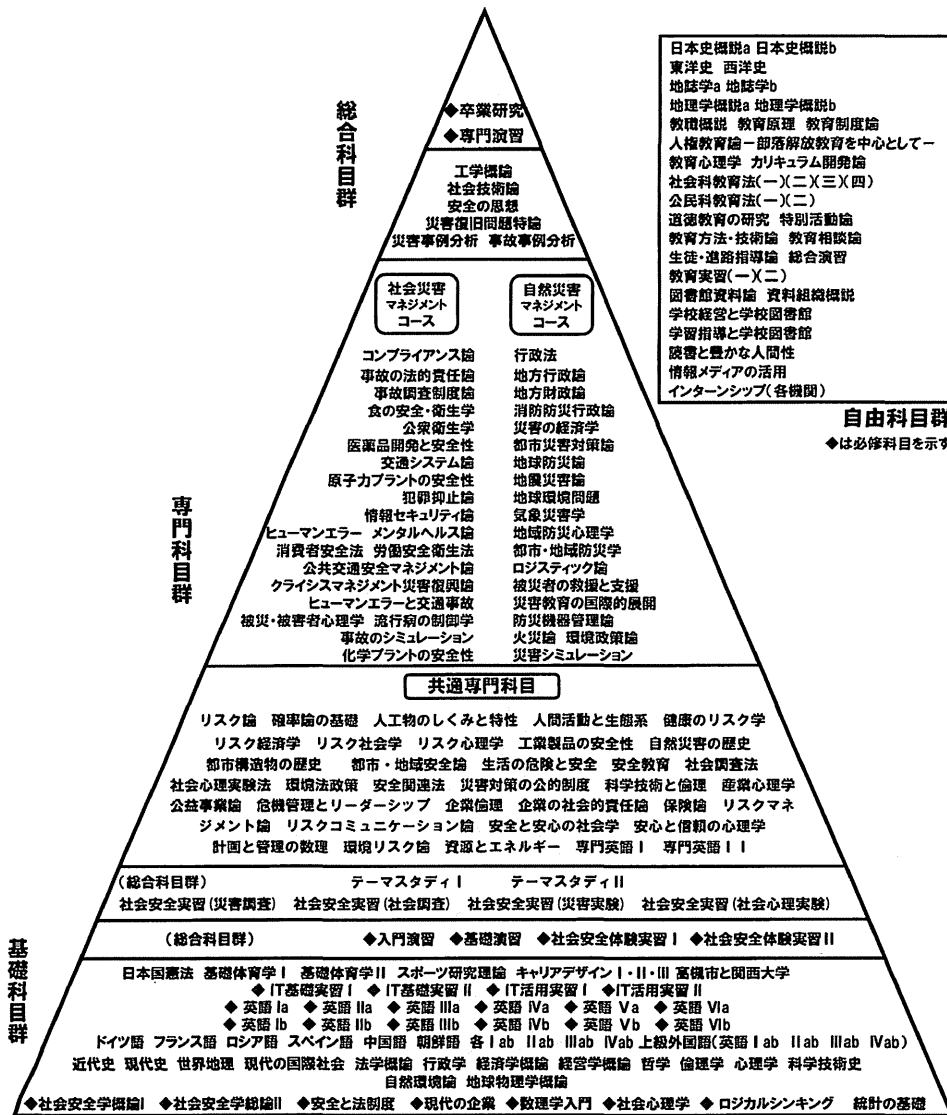 総合科目群
◆卒業研究
◆専門演習
工学概論
社会技術論
安全の思想
災害復旧問題特論
災害事例分析 事故事例分析
専門科目群
社会災害
マネジメント
コース
コンプライアンス論
事故の法的責任論
事故調査制度論
食の安全・衛生学
公衆衛生学
医薬品開発と安全性
交通システム論
原子力プラントの安全性
犯罪抑止論
情報セキュリティ論
ヒューマンエラー メンタルヘルス論
消費者安全法 労働安全衛生法
公共交通安全マネジメント論
クライシスマネジメント災害復興論
ヒューマンエラーと交通事故
被災・被害者心理学 流行病の制御学
事故のシミュレーション
化学プラントの安全性
自然災害
マネジメント
コース
行政法
地方行政論
地方財政論
消防防災行政論
災害の経済学
都市災害対策論
地球防災論
地震災害論
地球環境問題
気象災害学
地域防災心理学
都市・地域防災学
ロジスティック論
被災者の救援と支援
災害教育の国際的展開
防災機器管理論
火災論 環境政策論
災害シミュレーション
共通専門科目
リスク論 確率論の基礎 人工物のしくみと特性 人間活動と生態系 健康のリスク学
リスク経済学 リスク社会学 リスク心理学 工業製品の安全性 自然災害の歴史
都市構造物の歴史 都市・地域安全論 生活の危険と安全 安全教育 社会調査法
社会心理実験法 環境法政策 安全関連法 災害対策の公的制度 科学技術と倫理 産業心理学
公益事業論 危機管理とリーダーシップ 企業倫理 企業の社会的責任論 保険論 リスクマネ
ジメント論 リスクコミュニケーション論 安全と安心の社会学 安心と信頼の心理学
計画と管理の数理 環境リスク論 資源とエネルギー 専門英語Ⅰ 専門英語ⅠⅠ
(総合科目群) テーマスタディⅠ テーマスタディⅡ
社会安全実習(災害調査) 社会安全実習(社会調査) 社会安全実習(災害実験) 社会安全実習(社会心理実験)
基礎科目群
(総合科目群) ◆入門演習 ◆基礎演習 ◆社会安全体験実習Ⅰ ◆社会安全体験実習Ⅱ
日本国憲法 基礎体育学Ⅰ 基礎体育学Ⅱ スポーツ研究理論 キャリアデザインⅠ・Ⅱ・Ⅲ 高槻市と関西大学
◆IT基礎実習Ⅰ ◆IT基礎実習Ⅱ ◆IT活用実習Ⅰ ◆IT活用実習Ⅱ
◆英語Ⅰa ◆英語Ⅱa ◆英語Ⅲa ◆英語Ⅳa ◆英語Ⅴa ◆英語Ⅵa
◆英語Ⅰb ◆英語Ⅱb ◆英語Ⅲb ◆英語Ⅳb ◆英語Ⅴb ◆英語Ⅵb
ドイツ語 フランス語 ロシア語 スペイン語 中国語 朝鮮語 各Ⅰab Ⅱab Ⅲab Ⅳab 上級外国語(英語Ⅰab Ⅱab Ⅲab Ⅳab)
近代史 現代史 世界地理 現代の国際社会 法学概論 行政学 経済学概論 経営学概論 哲学 倫理学 心理学 科学技術史
自然環境論 地球物理学概論
◆社会安全学概論Ⅰ ◆社会安全学総論Ⅱ ◆安全と法制度 ◆現代の企業 ◆数理学入門 ◆社会心理学 ◆ロジカルシンキング 統計の基礎
日本史概説a 日本史概説b
東洋史 西洋史
地誌学a 地誌学b
地理学概説a 地理学概説b
教職概説 教育原理 教育制度論
人権教育論－部落解放教育を中心として－
教育心理学 カリキュラム開発論
社会科教育法(一)(二)(三)(四)
公民科教育法(一)(二)
道徳教育の研究 特別活動論
教育方法・技術論 教育相談論
生徒・進路指導論 総合演習
教育実習(一)(二)
図書館資料論 資料組織概説
学校経営と学校図書館
学習指導と学校図書館
読書と豊かな人間性
情報メディアの活用
インターンシップ(各機関)
自由科目群
◆は必修科目を示す